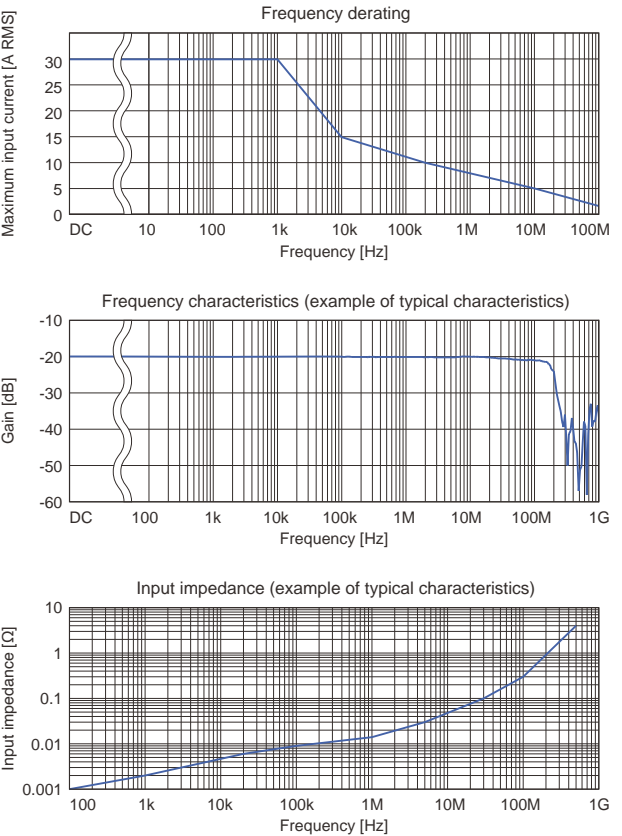 Frequency derating
Maximum input current [A RMS]
30
25
20
15
10
5
0
DC 10 100 1k 10k 100k 1M 10M 100M
Frequency [Hz]
Frequency characteristics (example of typical characteristics)
Gain [dB]
-10
-20
-30
-40
-50
-60
DC 100 1k 10k 100k 1M 10M 100M 1G
Frequency [Hz]
Input impedance (example of typical characteristics)
Input impedance [Ω]
10
1
0.1
0.01
0.001
100 1k 10k 100k 1M 10M 100M 1G
Frequency [Hz]